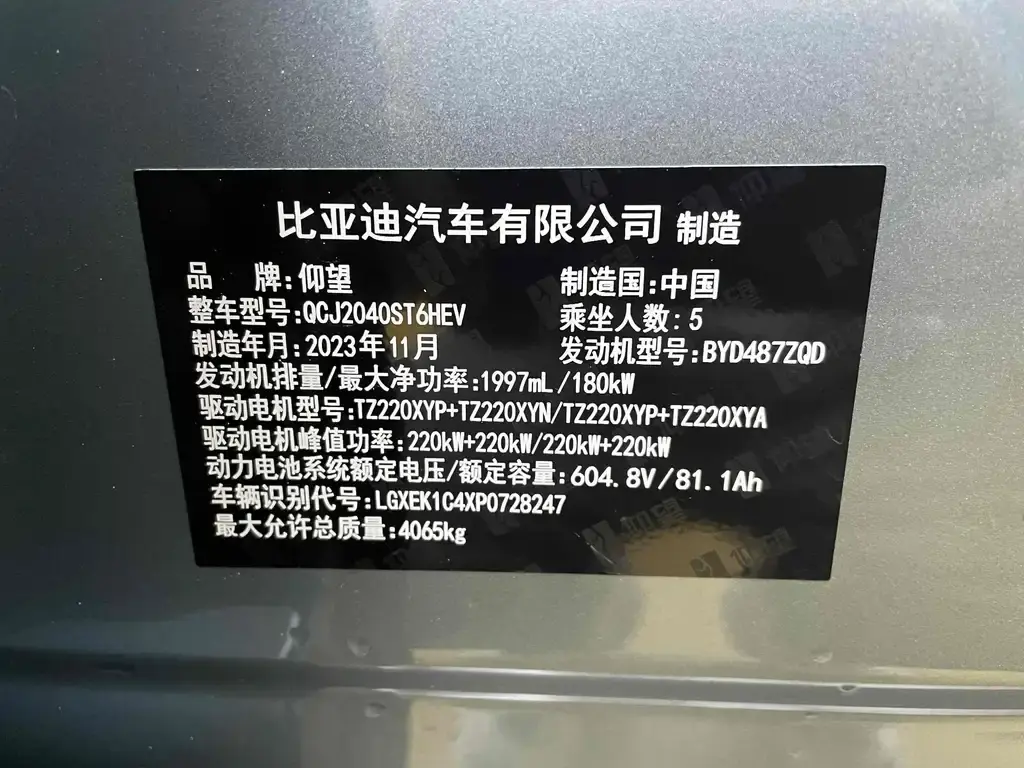 比亚迪汽车有限公司 制造
品 牌:仰望 制造国:中国
整车型号:QCJ2040ST6HEV 乘坐人数:5
制造年月:2023年11月 发动机型号:BYD487ZQD
发动机排量/最大净功率:1997mL/180kW
驱动电机型号:TZ220XYP+TZ220XYN/TZ220XYP+TZ220XYA
驱动电机峰值功率:220kW+220kW/220kW+220kW
动力电池系统额定电压/额定容量:604.8V/81.1Ah
车辆识别代号:LGXEK1C4XP0728247
最大允许总质量:4065kg